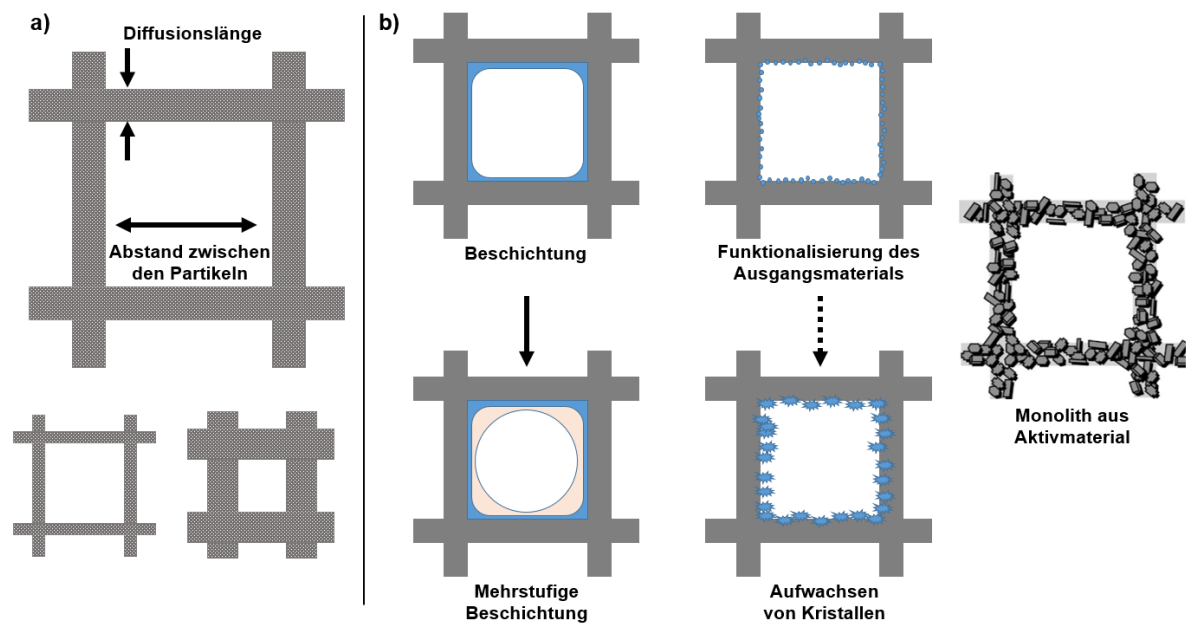 a)
Diffusionslänge
Abstand zwischen
den Partikeln
b)
Beschichtung
Funktionalisierung des
Ausgangsmaterials
Mehrstufige
Beschichtung
Aufwachsen
von Kristallen
Monolith aus
Aktivmaterial